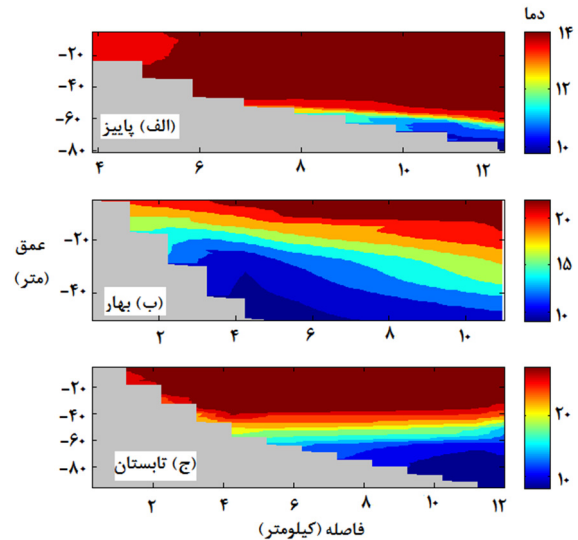 دما
-۲۰
-۴۰
-۶۰
-۸۰
(الف) پاییز
۴ ۶ ۸ ۱۰ ۱۲
۱۴
۱۲
۱۰
عمق
(متر)
-۲۰
-۴۰
(ب) بهار
۲ ۴ ۶ ۸ ۱۰
۲۰
۱۵
۱۰
-۲۰
-۴۰
-۶۰
-۸۰
(ج) تابستان
۲ ۴ ۶ ۸ ۱۰ ۱۲
۲۰
۱۰
فاصله (کیلومتر)